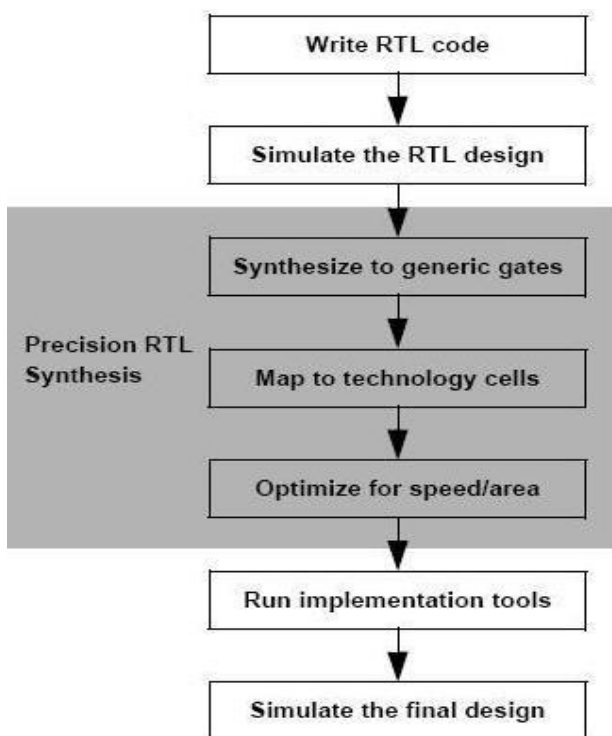 Write RTL code
Simulate the RTL design
Synthesize to generic gates
Precision RTL
Synthesis
Map to technology cells
Optimize for speed/area
Run implementation tools
Simulate the final design